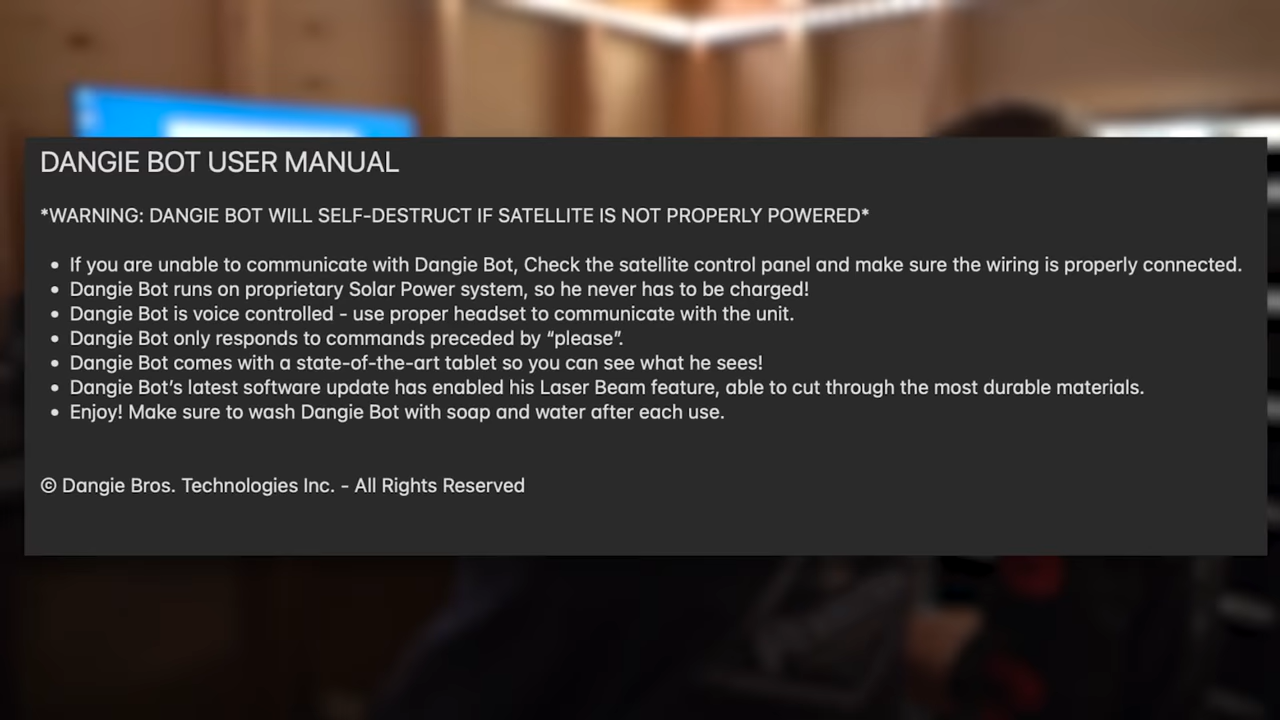 DANGIE BOT USER MANUAL
*WARNING: DANGIE BOT WILL SELF-DESTRUCT IF SATELLITE IS NOT PROPERLY POWERED*
• If you are unable to communicate with Dangie Bot, Check the satellite control panel and make sure the wiring is properly connected.
• Dangie Bot runs on proprietary Solar Power system, so he never has to be charged!
• Dangie Bot is voice controlled - use proper headset to communicate with the unit.
• Dangie Bot only responds to commands preceded by “please”.
• Dangie Bot comes with a state-of-the-art tablet so you can see what he sees!
• Dangie Bot’s latest software update has enabled his Laser Beam feature, able to cut through the most durable materials.
• Enjoy! Make sure to wash Dangie Bot with soap and water after each use.
© Dangie Bros. Technologies Inc. - All Rights Reserved